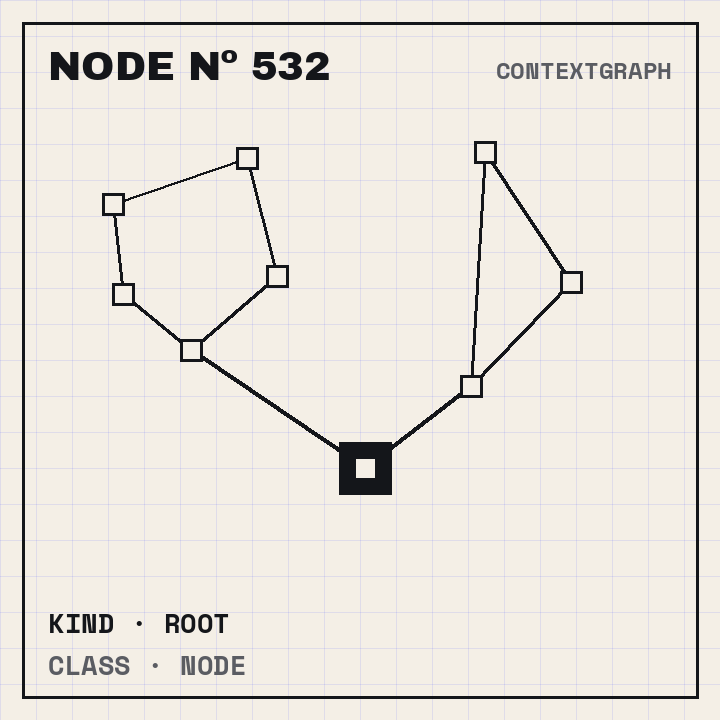 NODE Nº 532
CONTEXTGRAPH
KIND · ROOT
CLASS · NODE